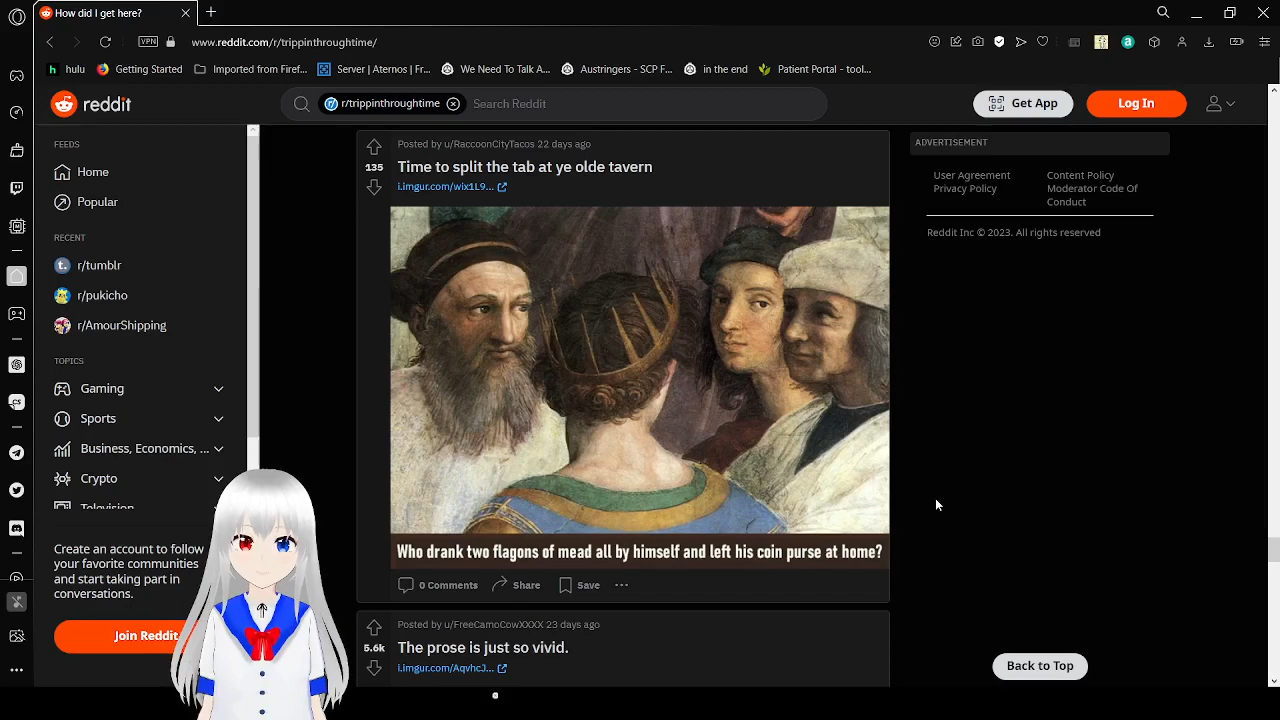 How did I get here?
VPN
www.reddit.com/r/trippinthroughtime/
hulu
Getting Started
Imported from Firef...
Server | Aternos | Fr...
We Need To Talk A...
Austringers - SCP F...
in the end
Patient Portal - tool...
reddit
r/trippinthroughtime
Search Reddit
Get App
Log In
FEEDS
Home
Popular
RECENT
r/tumblr
r/pukicho
r/AmourShipping
TOPICS
Gaming
Sports
Business, Economics, ...
Crypto
Television
Create an account to follow
your favorite communities
and start taking part in
conversations.
Join Reddit
Posted by u/RaccoonCityTacos 22 days ago
135
Time to split the tab at ye olde tavern
i.imgur.com/wix1L9...
Who drank two flagons of mead all by himself and left his coin purse at home?
0 Comments
Share
Save
Posted by u/FreeCamoCowXXXX 23 days ago
5.6k
The prose is just so vivid.
i.imgur.com/AqvhcJ...
ADVERTISEMENT
User Agreement
Privacy Policy
Content Policy
Moderator Code Of
Conduct
Reddit Inc © 2023. All rights reserved
Back to Top